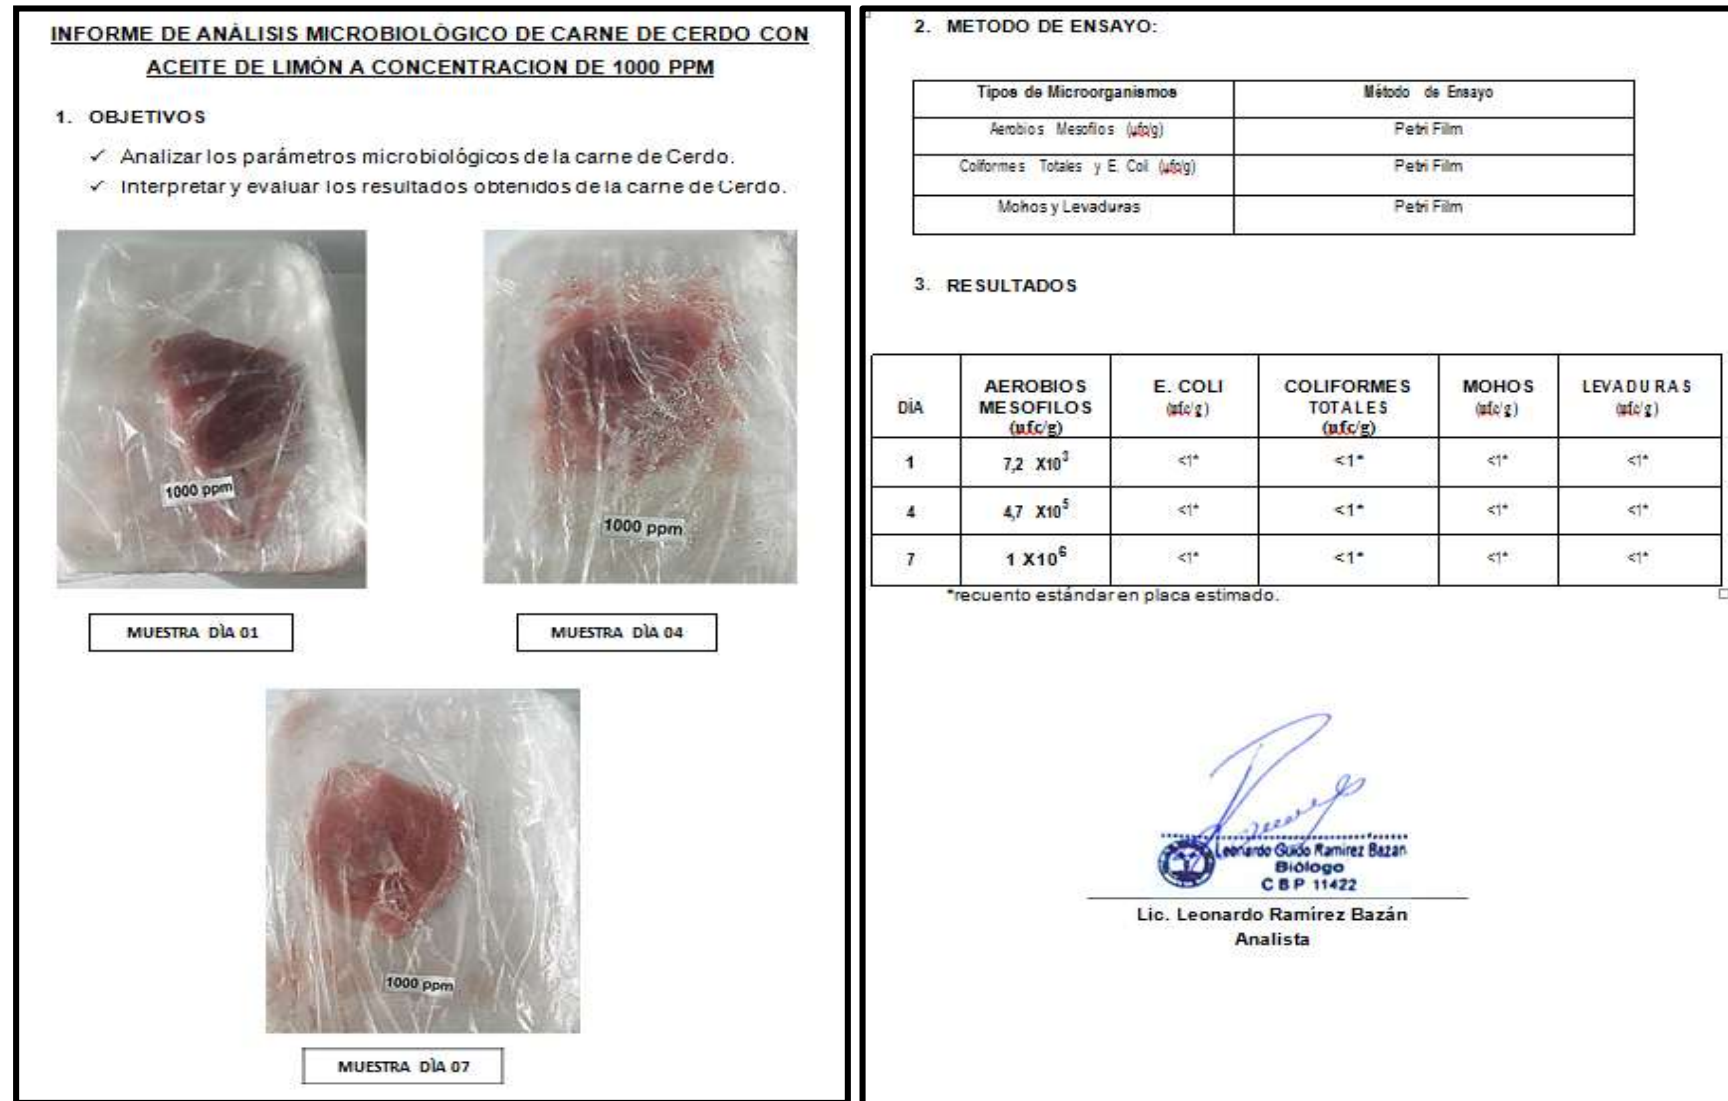 INFORME DE ANÁLISIS MICROBIOLÓGICO DE CARNE DE CERDO CON
ACEITE DE LIMÓN A CONCENTRACION DE 1000 PPM
1. OBJETIVOS
✓ Analizar los parámetros microbiológicos de la carne de Cerdo.
✓ Interpretar y evaluar los resultados obtenidos de la carne de Cerdo.
1000 ppm
1000 ppm
MUESTRA DÌA 01
MUESTRA DÌA 04
1000 ppm
MUESTRA DÌA 07
2. METODO DE ENSAYO:
Tipos de Microorganismos Método de Ensayo
Aerobios Mesofilos (ufc/g) Petri Film
Coliformes Totales y E. Coli (ufc/g) Petri Film
Mohos y Levaduras Petri Film
3. RESULTADOS
DÌA AEROBIOS MESOFILOS (ufc/g) E. COLI (ufc/g) COLIFORMES TOTALES (ufc/g) MOHOS (ufc/g) LEVADURAS (ufc/g)
1 7,2 X10³ <1* <1* <1* <1*
4 4,7 X10⁵ <1* <1* <1* <1*
7 1 X10⁶ <1* <1* <1* <1*
*recuento estándar en placa estimado.
Leonardo Guido Ramirez Bazan
Biólogo
C B P 11422
Lic. Leonardo Ramírez Bazán
Analista